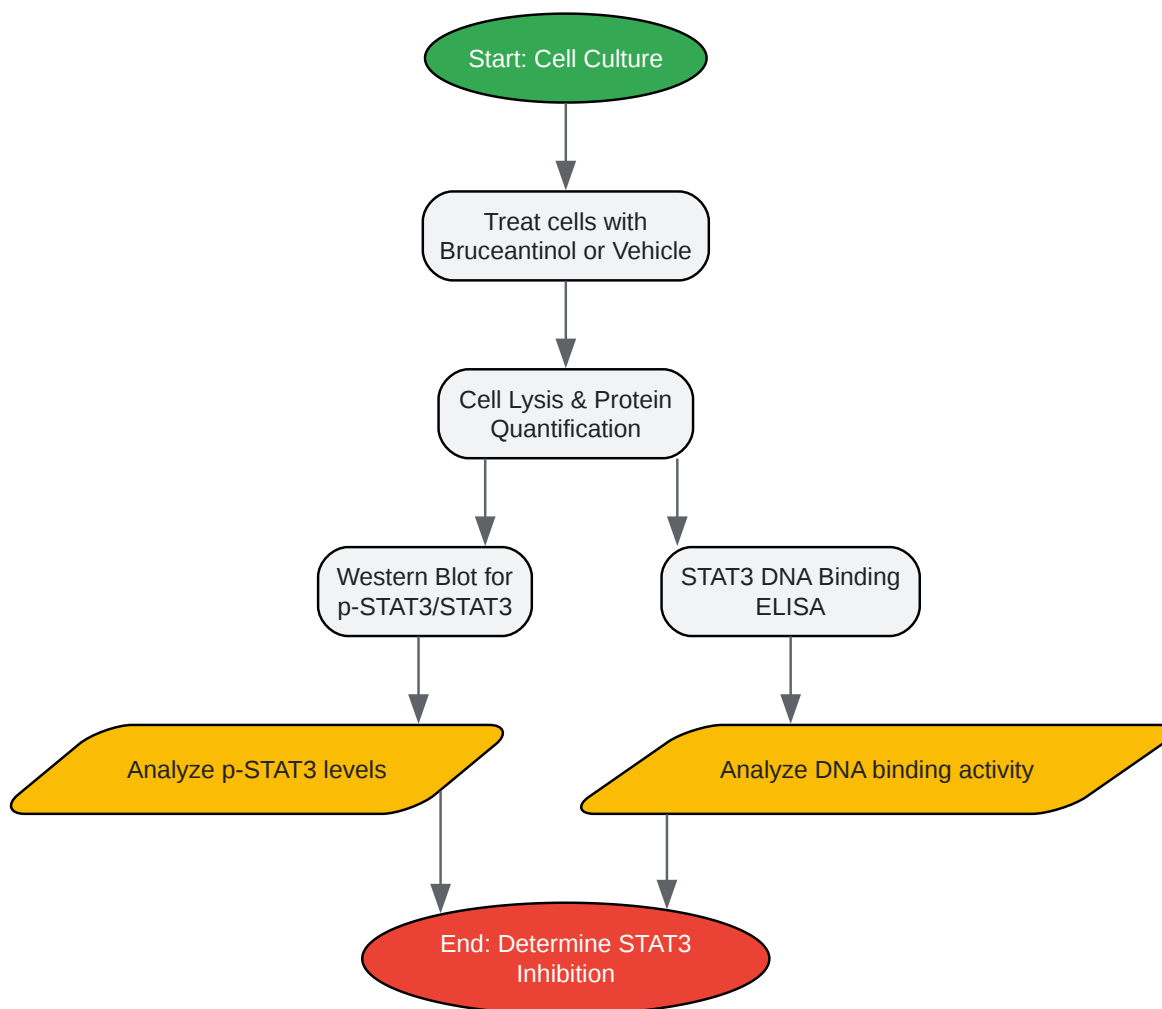 Start: Cell Culture
Treat cells with
Bruceantinol or Vehicle
Cell Lysis & Protein
Quantification
Western Blot for
p-STAT3/STAT3
STAT3 DNA Binding
ELISA
Analyze p-STAT3 levels
Analyze DNA binding activity
End: Determine STAT3
Inhibition